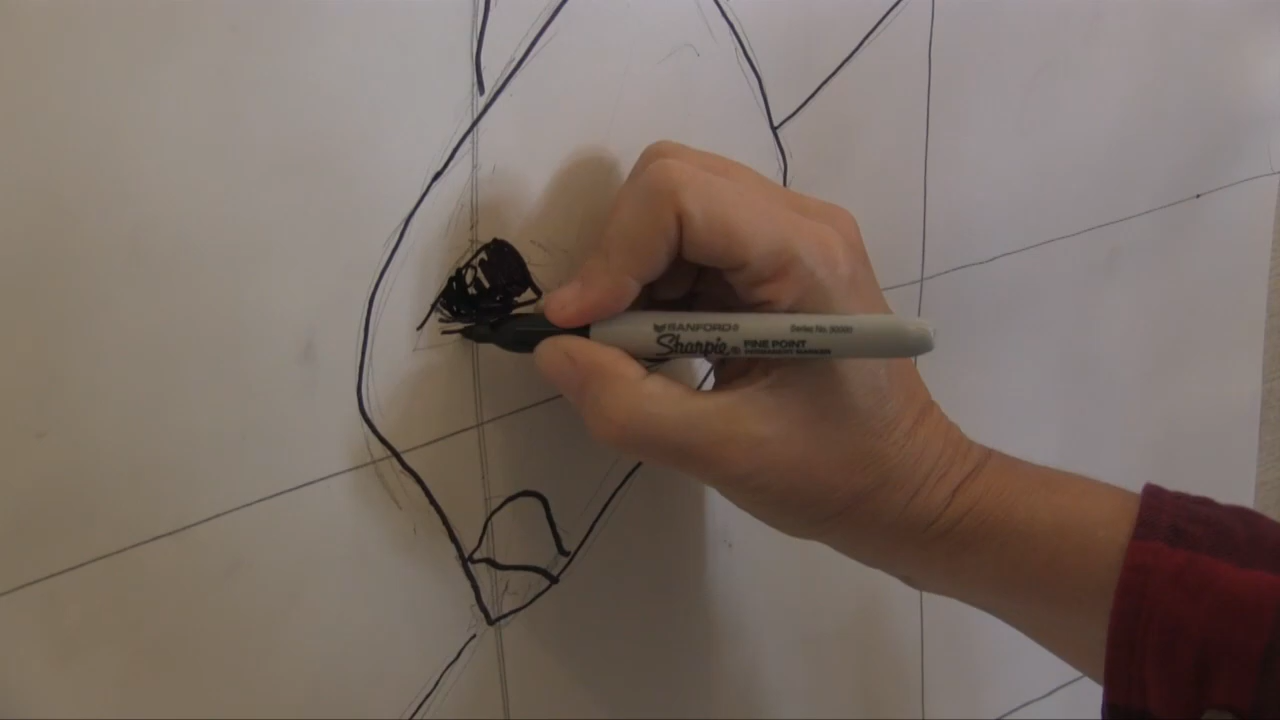 SANFORD®
Sharpie®
FINE POINT
PERMANENT MARKER
Series No. 30000